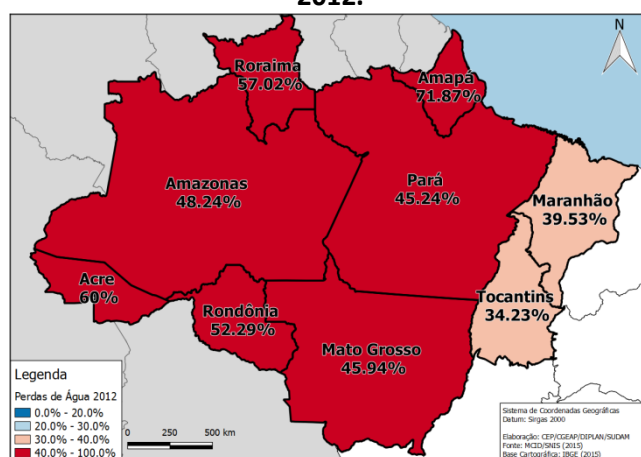 2012.
N
Roraima
57.02%
Amapá
71.87%
Amazonas
48.24%
Pará
45.24%
Maranhão
39.53%
Acre
60%
Rondônia
52.29%
Tocantins
34.23%
Mato Grosso
45.94%
Legenda
Perdas de Água 2012
0.0% - 20.0%
20.0% - 30.0%
30.0% - 40.0%
40.0% - 100.0%
0 250 500 km
Sistema de Coordenadas Geográficas
Datum: Sirgas 2000
Elaboração: CEP/CGEAP/DIPLAN/SUDAM
Fonte: MCID/SNIS (2015)
Base Cartográfica: IBGE (2015)